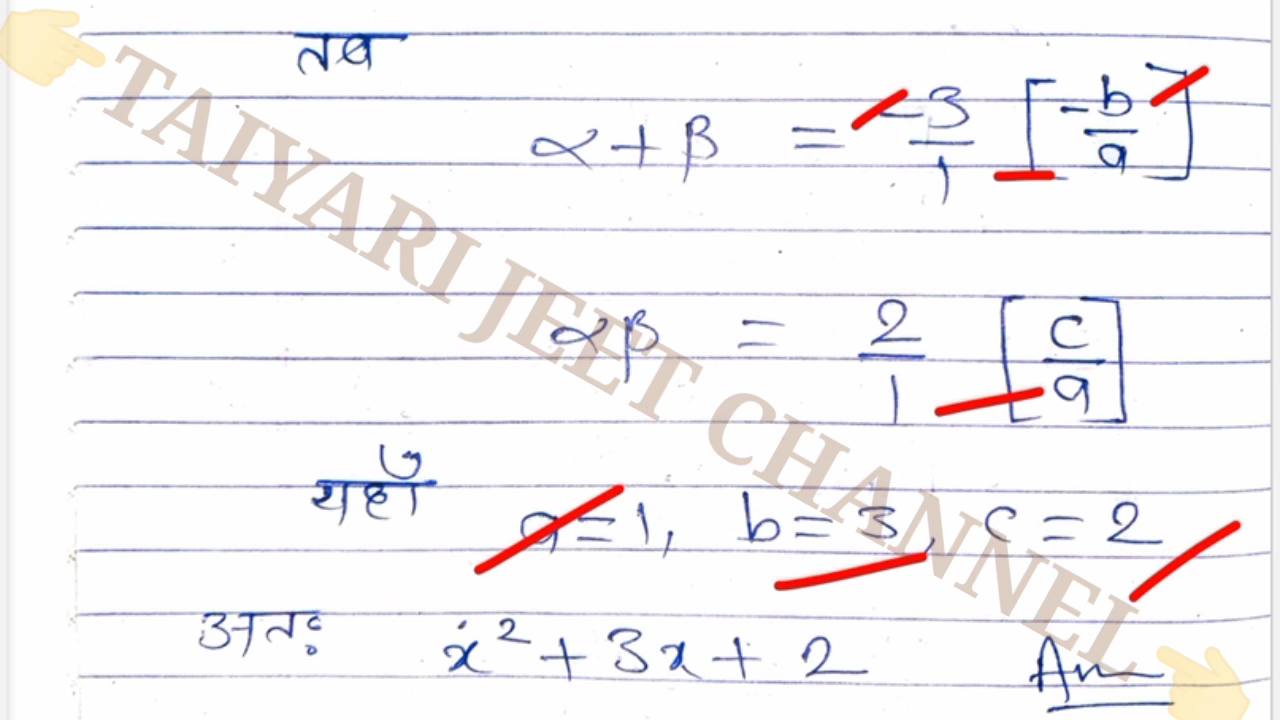 तब
α+β = -3/1 [-b/a]
αβ = 2/1 [c/a]
यहाँ a=1, b=3, c=2
अतः x²+3x+2 Ans
TAIYARI JEET CHANNEL